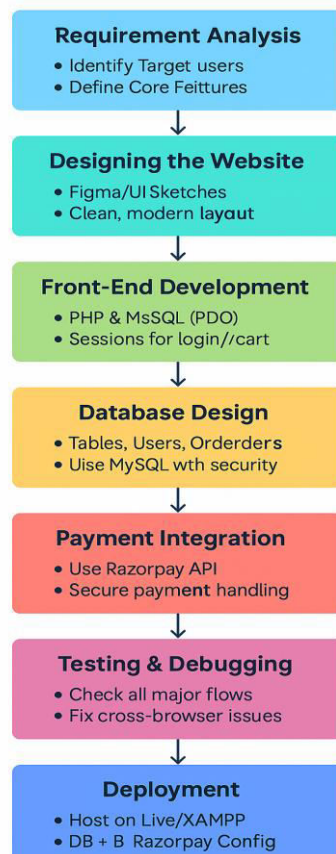 Requirement Analysis
• Identify Target users
• Define Core Feittures
Designing the Website
• Figma/UI Sketches
• Clean, modern layaut
Front-End Development
• PHP & MsSQL (PDO)
• Sessions for login/⁄cart
Database Design
• Tables, Users, Orderders
• Uise MySQL wth security
Payment Integration
• Use Razorpay API
• Secure payment handling
Testing & Debugging
• Check all major flows
• Fix cross-browser issues
Deployment
• Host on Live/XAMPP
• DB + B Razorpay Config